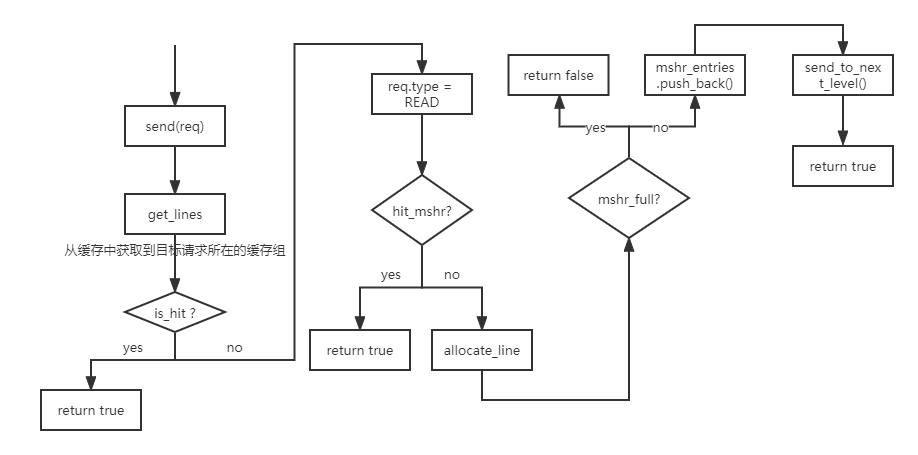 send(req)
get_lines
从缓存中获取到目标请求所在的缓存组
is_hit ?
yes
no
return true
req.type =
READ
hit_mshr?
yes
no
return true
allocate_line
mshr_full?
yes
no
return false
mshr_entries
.push_back()
send_to_nex
t_level()
return true